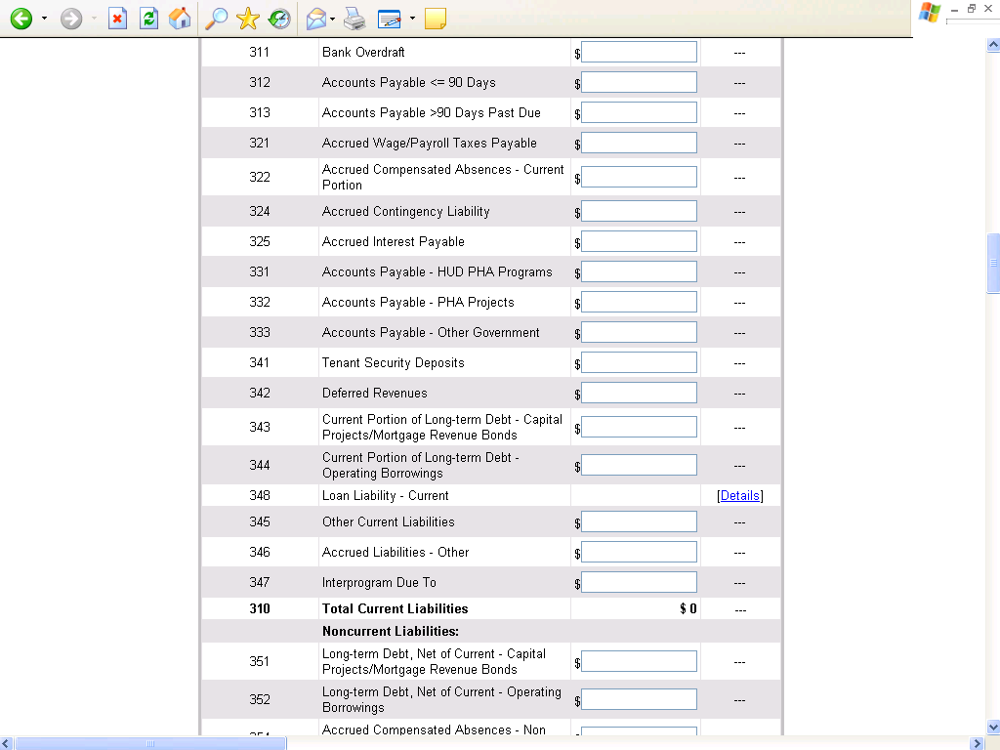 311 Bank Overdraft $ ---
312 Accounts Payable <= 90 Days $ ---
313 Accounts Payable >90 Days Past Due $ ---
321 Accrued Wage/Payroll Taxes Payable $ ---
322 Accrued Compensated Absences - Current
Portion $ ---
324 Accrued Contingency Liability $ ---
325 Accrued Interest Payable $ ---
331 Accounts Payable - HUD PHA Programs $ ---
332 Accounts Payable - PHA Projects $ ---
333 Accounts Payable - Other Government $ ---
341 Tenant Security Deposits $ ---
342 Deferred Revenues $ ---
343 Current Portion of Long-term Debt - Capital
Projects/Mortgage Revenue Bonds $ ---
344 Current Portion of Long-term Debt -
Operating Borrowings $ ---
348 Loan Liability - Current [Details]
345 Other Current Liabilities $ ---
346 Accrued Liabilities - Other $ ---
347 Interprogram Due To $ ---
310 Total Current Liabilities $ 0 ---
Noncurrent Liabilities:
351 Long-term Debt, Net of Current - Capital
Projects/Mortgage Revenue Bonds $ ---
352 Long-term Debt, Net of Current - Operating
Borrowings $ ---
Accrued Compensated Absences - Non